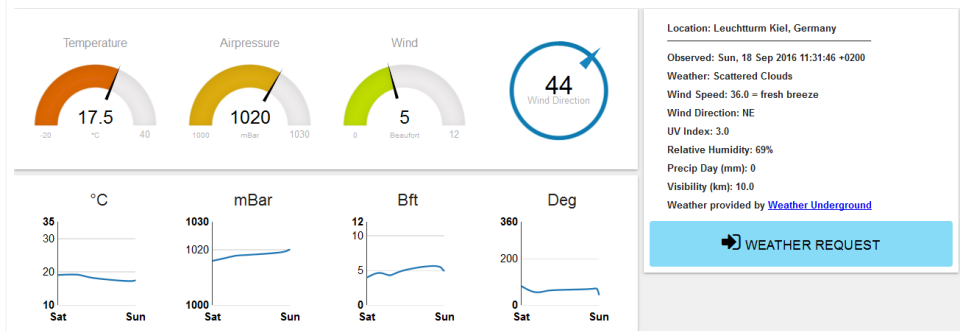 Temperature
17.5
-20 °C 40
Airpressure
1020
1000 mBar 1030
Wind
5
0 Beaufort 12
44
Wind Direction
Location: Leuchtturm Kiel, Germany
Observed: Sun, 18 Sep 2016 11:31:46 +0200
Weather: Scattered Clouds
Wind Speed: 36.0 = fresh breeze
Wind Direction: NE
UV Index: 3.0
Relative Humidity: 69%
Precip Day (mm): 0
Visibility (km): 10.0
Weather provided by Weather Underground
WEATHER REQUEST
°C
35
30
20
10
Sat Sun
mBar
1030
1020
1000
Sat Sun
Bft
12
10
5
0
Sat Sun
Deg
360
200
0
Sat Sun